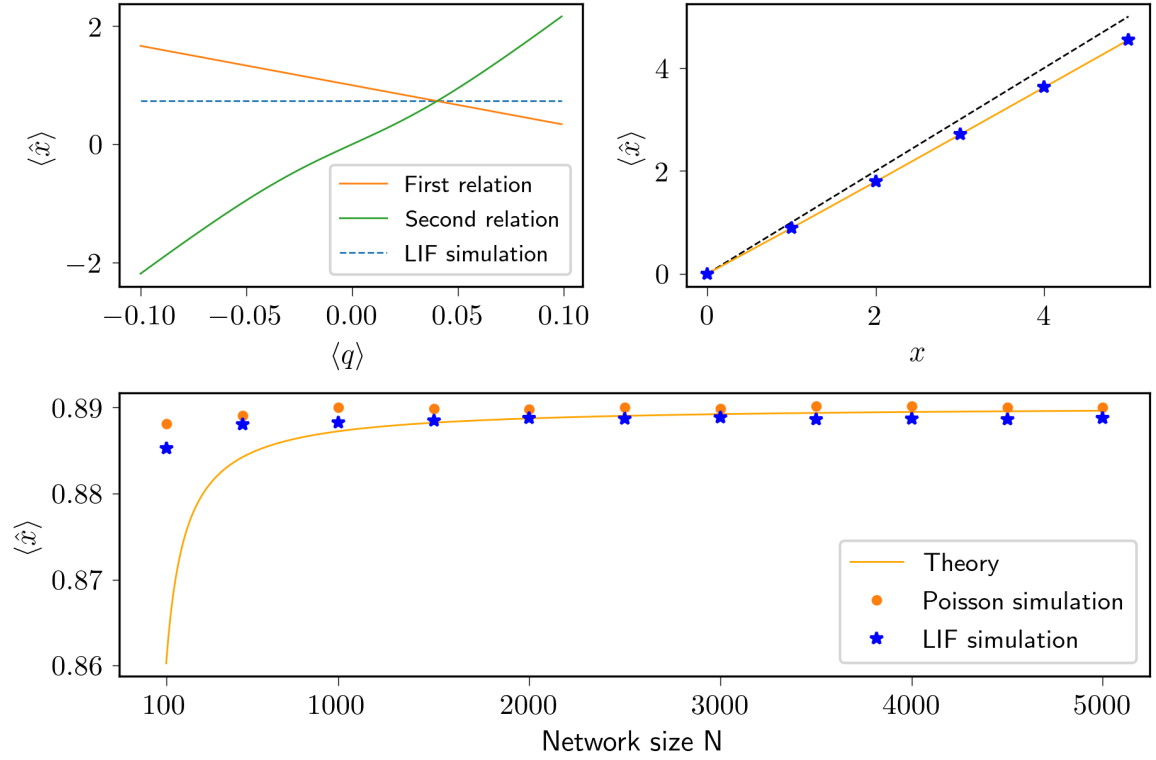 2
0
−2
⟨x̂⟩
First relation
Second relation
LIF simulation
−0.10 −0.05 0.00 0.05 0.10
⟨q⟩
4
2
0
⟨x̂⟩
0 2 4
x
0.89
0.88
0.87
0.86
⟨x̂⟩
Theory
Poisson simulation
LIF simulation
100 1000 2000 3000 4000 5000
Network size N